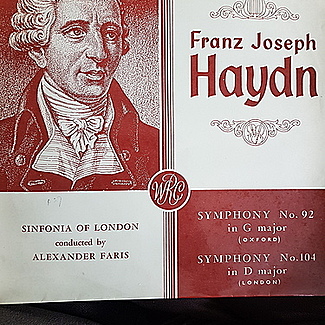 Franz Joseph
Haydn
WRC
SINFONIA OF LONDON
conducted by
ALEXANDER FARIS
SYMPHONY No. 92
in G major
(OXFORD)
SYMPHONY No. 104
in D major
(LONDON)